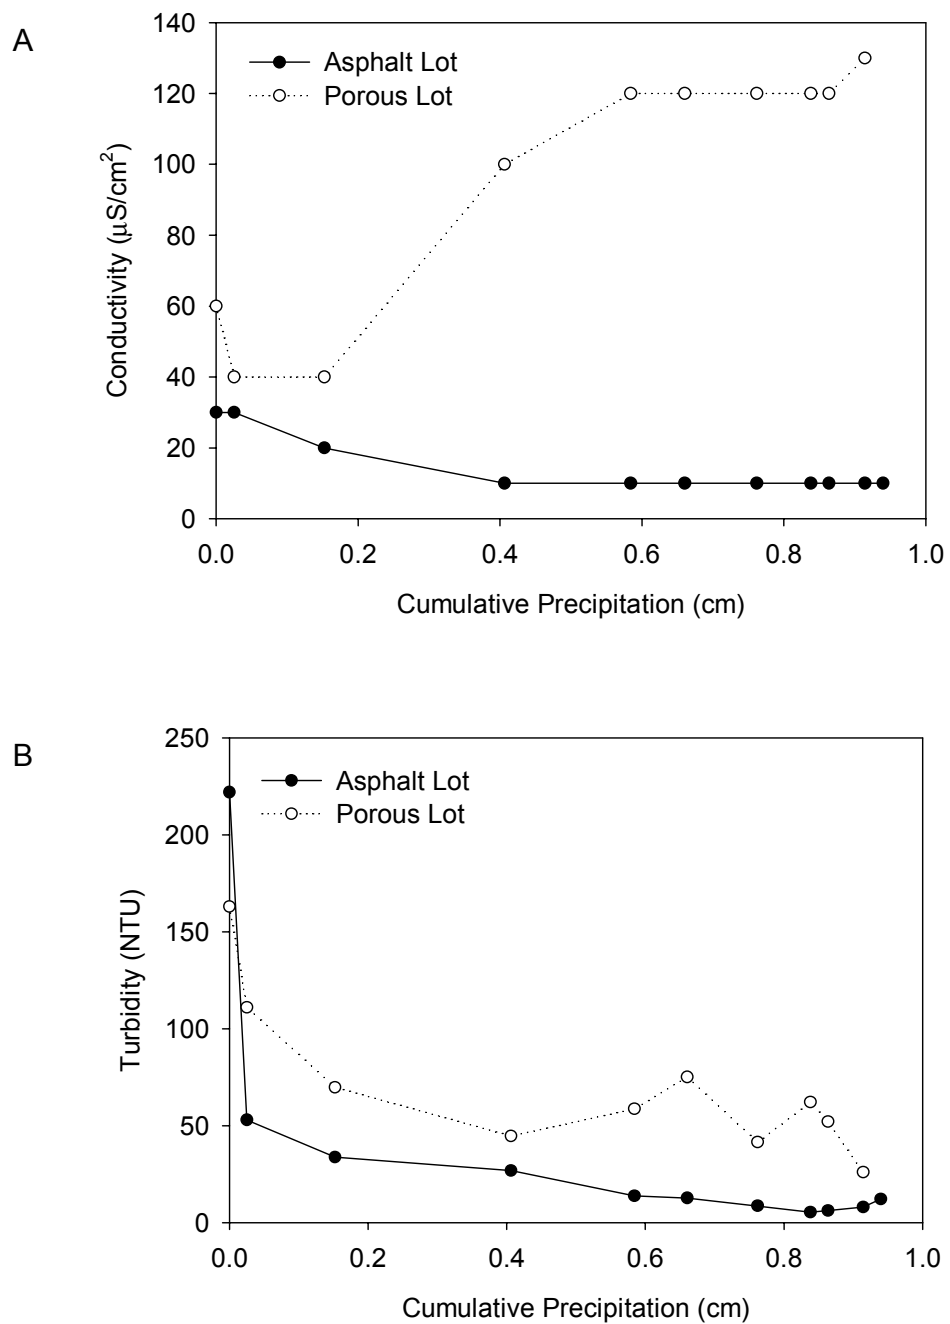 A
140
120
100
80
60
40
20
0
Conductivity (μS/cm²)
Asphalt Lot
Porous Lot
0.0 0.2 0.4 0.6 0.8 1.0
Cumulative Precipitation (cm)
B
250
200
150
100
50
0
Turbidity (NTU)
Asphalt Lot
Porous Lot
0.0 0.2 0.4 0.6 0.8 1.0
Cumulative Precipitation (cm)